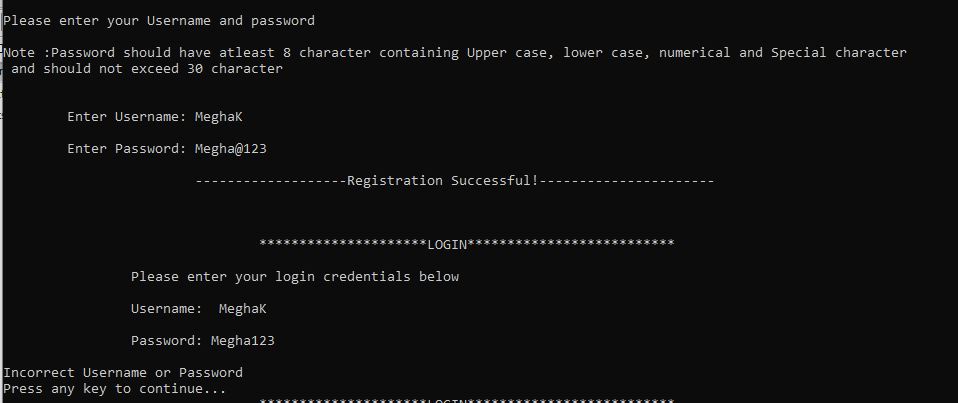 Please enter your Username and password
Note :Password should have atleast 8 character containing Upper case, lower case, numerical and Special character
and should not exceed 30 character
Enter Username: MeghaK
Enter Password: Megha@123
-------------------Registration Successful!----------------------
*********************LOGIN**************************
Please enter your login credentials below
Username:  MeghaK
Password: Megha123
Incorrect Username or Password
Press any key to continue...
*********************LOGIN**************************